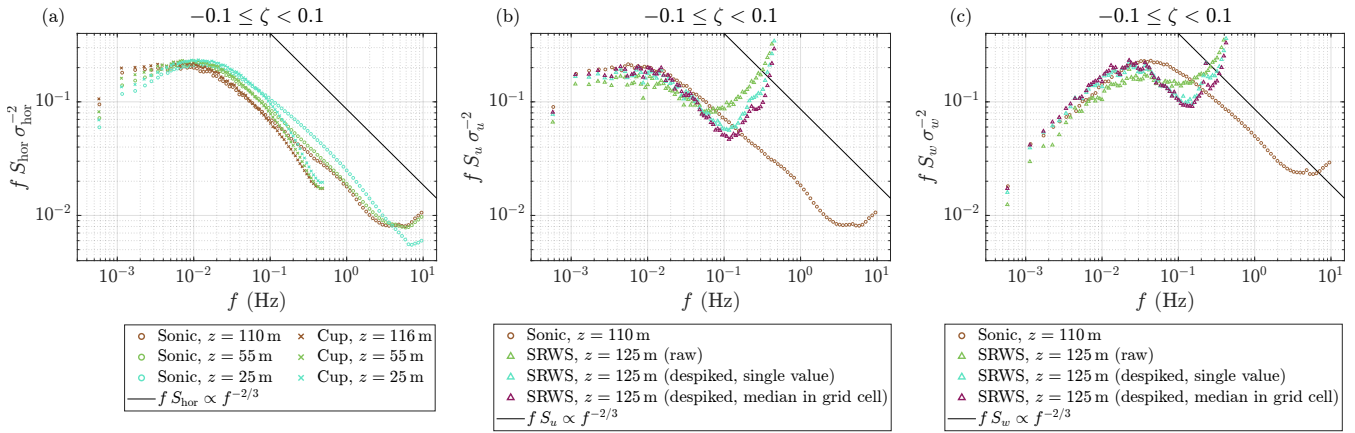 (a)
−0.1 ≤ ζ < 0.1
f S_hor σ_hor^−2
10^−1
10^−2
10^−3 10^−2 10^−1 10^0 10^1
f (Hz)
Sonic, z = 110 m
Sonic, z = 55 m
Sonic, z = 25 m
f S_hor ∝ f^−2/3
Cup, z = 116 m
Cup, z = 55 m
Cup, z = 25 m
(b)
−0.1 ≤ ζ < 0.1
f S_u σ_u^−2
10^−1
10^−2
10^−3 10^−2 10^−1 10^0 10^1
f (Hz)
Sonic, z = 110 m
SRWS, z = 125 m (raw)
SRWS, z = 125 m (despiked, single value)
SRWS, z = 125 m (despiked, median in grid cell)
f S_u ∝ f^−2/3
(c)
−0.1 ≤ ζ < 0.1
f S_w σ_w^−2
10^−1
10^−2
10^−3 10^−2 10^−1 10^0 10^1
f (Hz)
Sonic, z = 110 m
SRWS, z = 125 m (raw)
SRWS, z = 125 m (despiked, single value)
SRWS, z = 125 m (despiked, median in grid cell)
f S_w ∝ f^−2/3